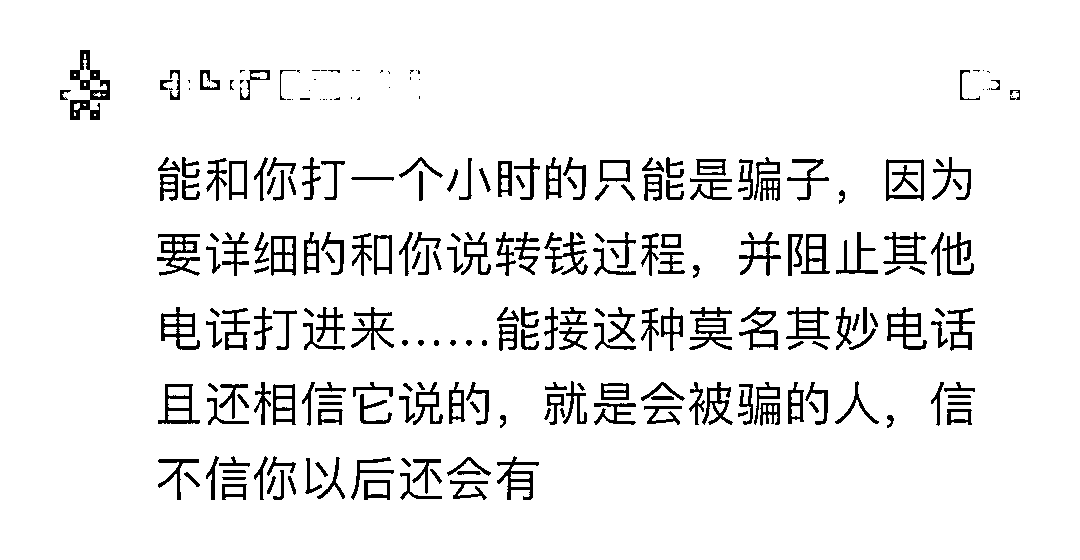 能和你打一个小时的只能是骗子，因为
要详细的和你说转钱过程，并阻止其他
电话打进来……能接这种莫名其妙电话
且还相信它说的，就是会被骗的人，信
不信你以后还会有